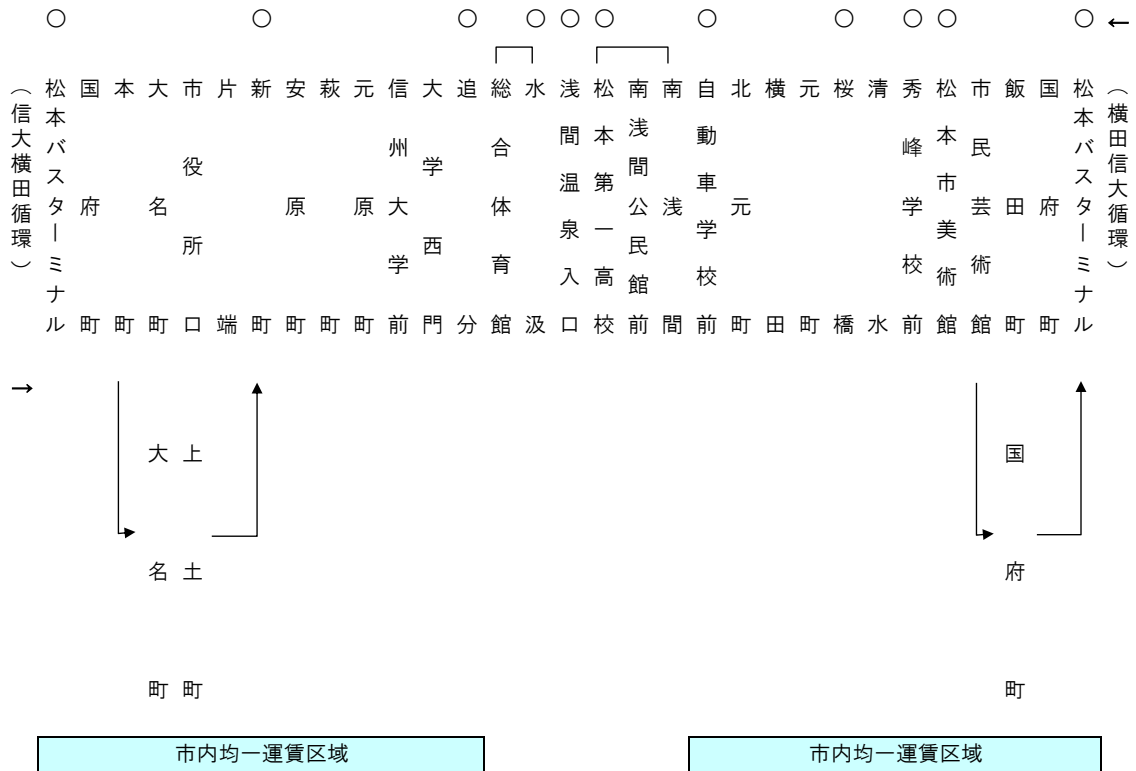 ○ ○ ○ ○ ○ ○ ○ ○ ○ ○ ○ ←
（信大横田循環）
松本バスターミナル
国府町
本町
大名町
市役所口
片端
新町
安原町
萩町
元原町
信州大学前
大学西門
追分
総合体育館
水汲
浅間温泉入口
松本第一高校
南浅間公民館前
南浅間
自動車学校前
北元町
横田
元町
桜橋
清水
秀峰学校前
松本市美術館
市民芸術館
飯田町
国府町
松本バスターミナル
（横田信大循環）
→
大名町
上土町
国府町
市内均一運賃区域
市内均一運賃区域